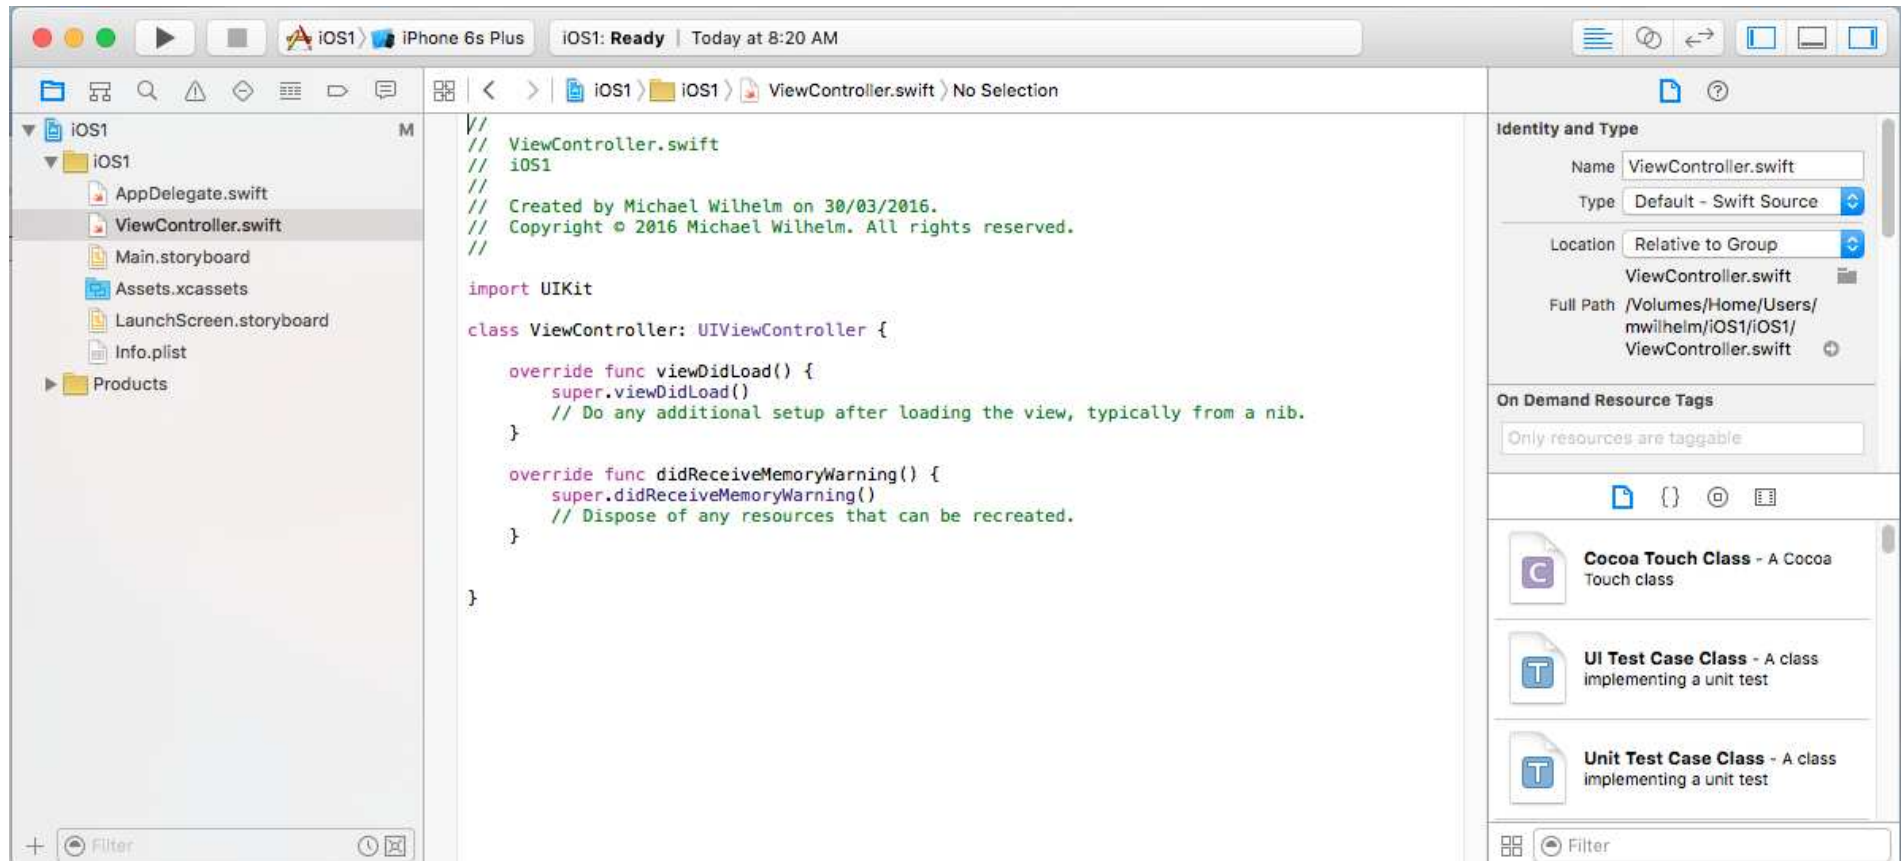 iOS1 iPhone 6s Plus iOS1: Ready | Today at 8:20 AM
iOS1 iOS1 ViewController.swift No Selection
iOS1 M
iOS1
AppDelegate.swift
ViewController.swift
Main.storyboard
Assets.xcassets
LaunchScreen.storyboard
Info.plist
Products
Filter
//
// ViewController.swift
// iOS1
//
// Created by Michael Wilhelm on 30/03/2016.
// Copyright © 2016 Michael Wilhelm. All rights reserved.
//
import UIKit
class ViewController: UIViewController {
override func viewDidLoad() {
super.viewDidLoad()
// Do any additional setup after loading the view, typically from a nib.
}
override func didReceiveMemoryWarning() {
super.didReceiveMemoryWarning()
// Dispose of any resources that can be recreated.
}
}
Identity and Type
Name ViewController.swift
Type Default - Swift Source
Location Relative to Group
ViewController.swift
Full Path /Volumes/Home/Users/
mwilhelm/iOS1/iOS1/
ViewController.swift
On Demand Resource Tags
Only resources are taggable
{}
C
Cocoa Touch Class - A Cocoa
Touch class
T
UI Test Case Class - A class
implementing a unit test
T
Unit Test Case Class - A class
implementing a unit test
Filter